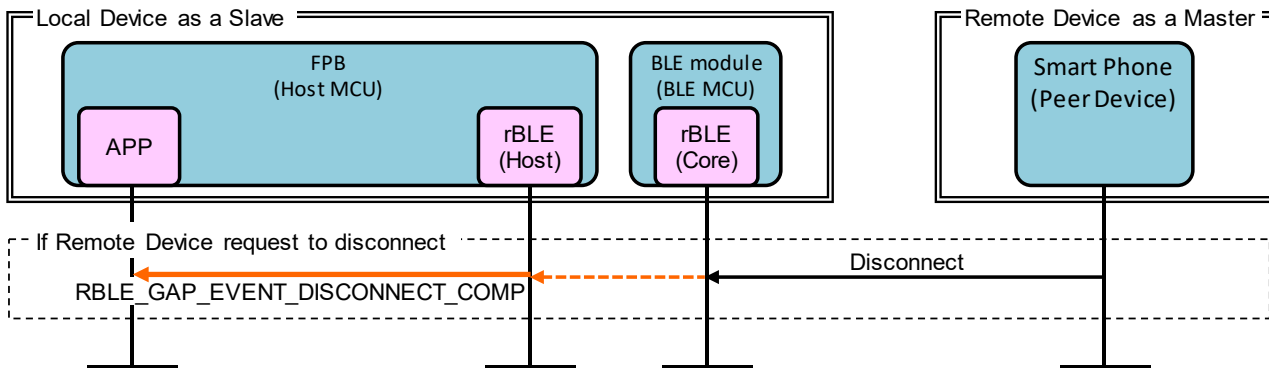 Local Device as a Slave
Remote Device as a Master
FPB
(Host MCU)
BLE module
(BLE MCU)
Smart Phone
(Peer Device)
APP
rBLE
(Host)
rBLE
(Core)
If Remote Device request to disconnect
Disconnect
RBLE_GAP_EVENT_DISCONNECT_COMP